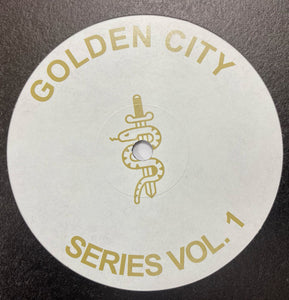 GOLDEN CITY
SERIES VOL. 1